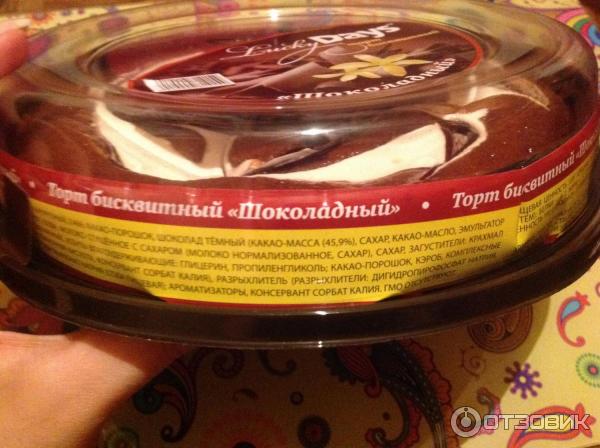 Lucky Days
«Шоколадный»
Торт бисквитный «Шоколадный» • Торт бисквитный «Шоко
КАКАО-ПОРОШОК, ШОКОЛАД ТЁМНЫЙ (КАКАО-МАССА (45,9%), САХАР, КАКАО-МАСЛО, ЭМУЛЬГАТОР
С САХАРОМ (МОЛОКО НОРМАЛИЗОВАННОЕ, САХАР), САХАР, ЗАГУСТИТЕЛИ: КРАХМАЛ
ГЛИЦЕРИН, ПРОПИЛЕНГЛИКОЛЬ; КАКАО-ПОРОШОК, КЭРОБ, КОМПЛЕКСНЫЕ
СОРБАТ КАЛИЯ), РАЗРЫХЛИТЕЛЬ (РАЗРЫХЛИТЕЛИ: ДИГИДРОПИРОФОСФАТ НАТРИЯ,
АРОМАТИЗАТОРЫ, КОНСЕРВАНТ СОРБАТ КАЛИЯ, ГМО ОТСУТСТВУЮТ.
ОТЗОВИК